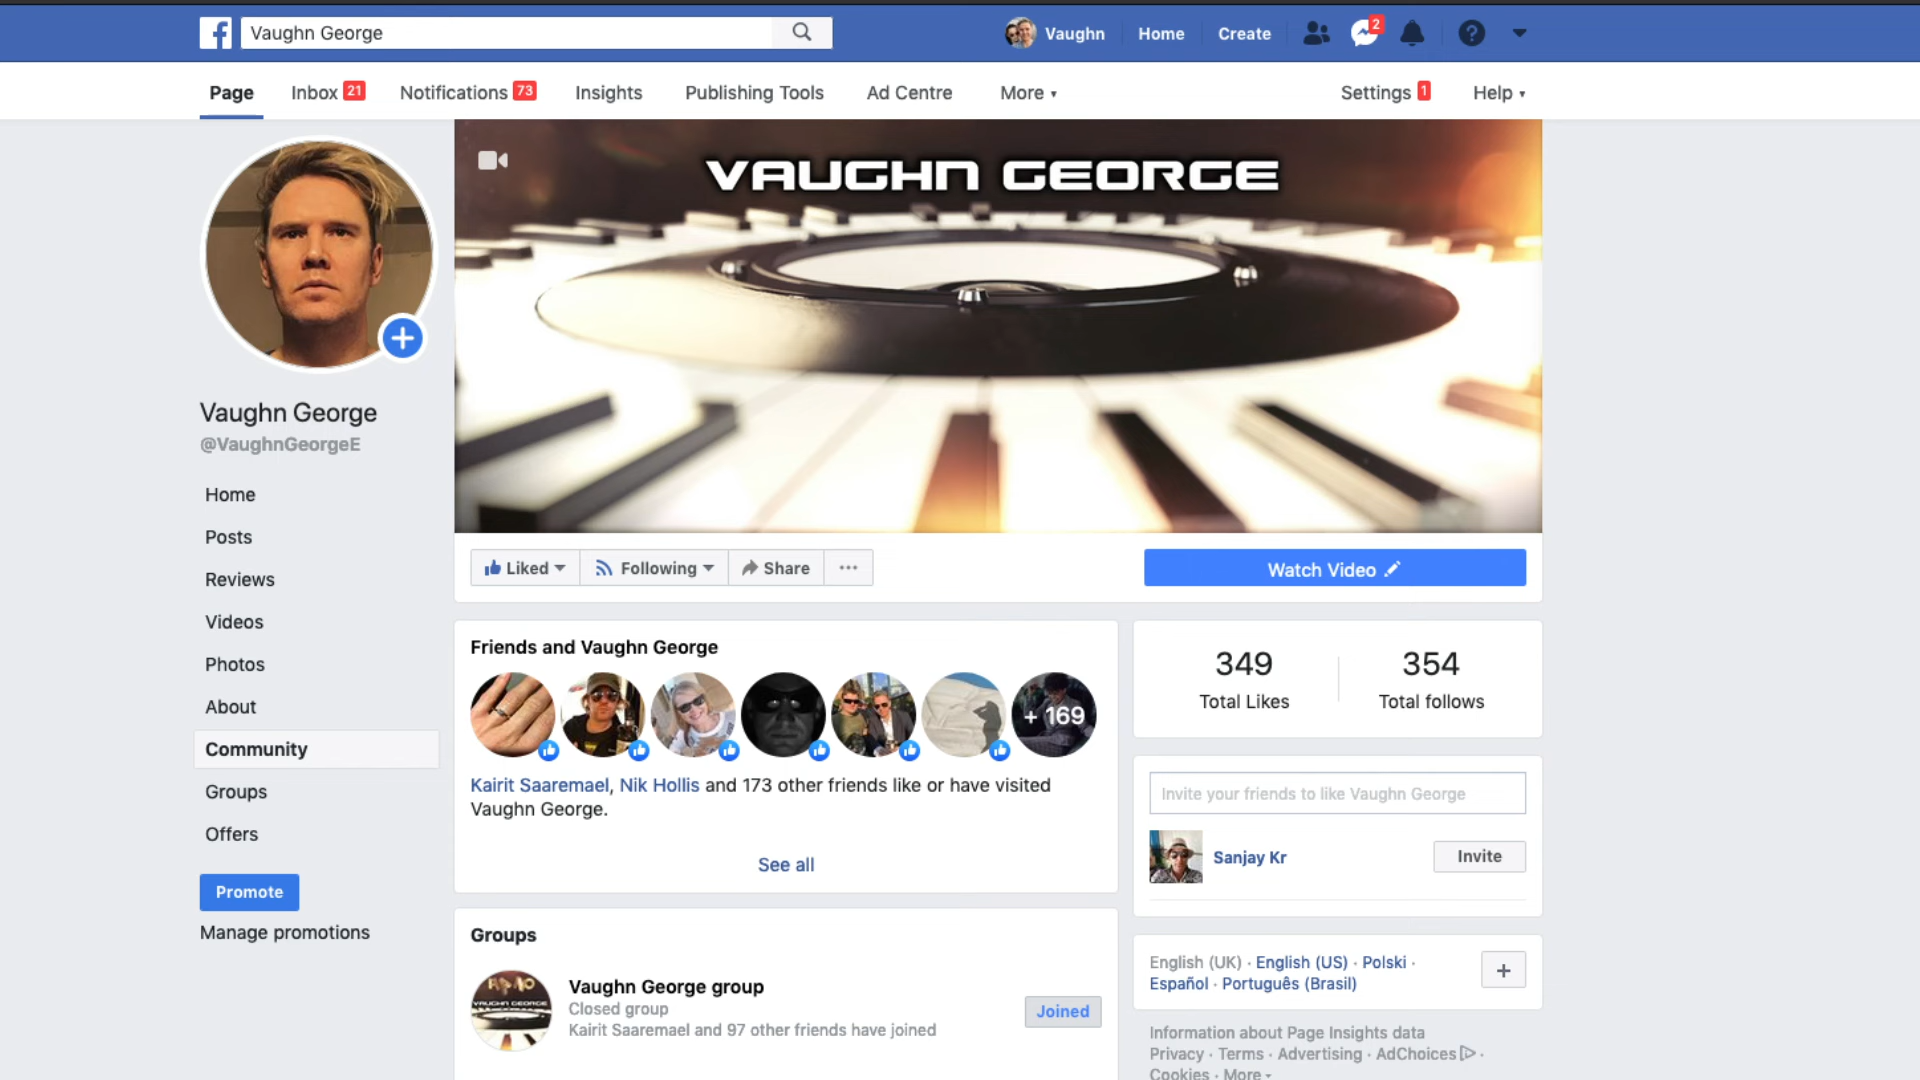 Vaughn George
Vaughn
Home
Create
2
Page
Inbox 21
Notifications 73
Insights
Publishing Tools
Ad Centre
More
Settings 1
Help
VAUGHN GEORGE
Vaughn George
@VaughnGeorgeE
Home
Posts
Reviews
Videos
Photos
About
Community
Groups
Offers
Promote
Manage promotions
Liked
Following
Share
Watch Video
Friends and Vaughn George
+ 169
Kairit Saaremael, Nik Hollis and 173 other friends like or have visited
Vaughn George.
See all
349
Total Likes
354
Total follows
Invite your friends to like Vaughn George
Sanjay Kr
Invite
Groups
VAUGHN GEORGE
Vaughn George group
Closed group
Kairit Saaremael and 97 other friends have joined
Joined
English (UK) · English (US) · Polski ·
Español · Português (Brasil)
Information about Page Insights data
Privacy · Terms · Advertising · AdChoices ·
Cookies · More